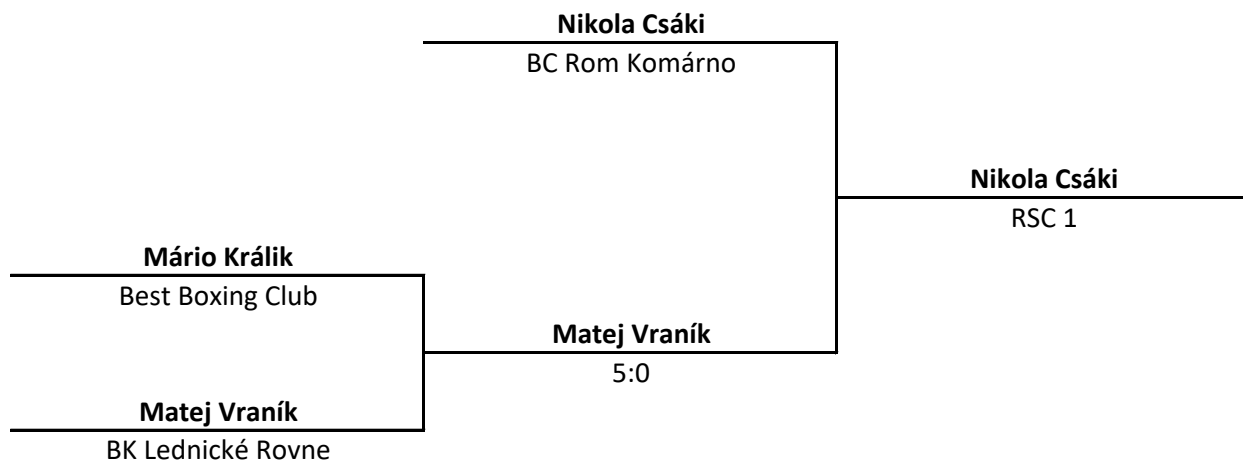 Nikola Csáki
BC Rom Komárno
Nikola Csáki
RSC 1
Mário Králik
Best Boxing Club
Matej Vraník
5:0
Matej Vraník
BK Lednické Rovne